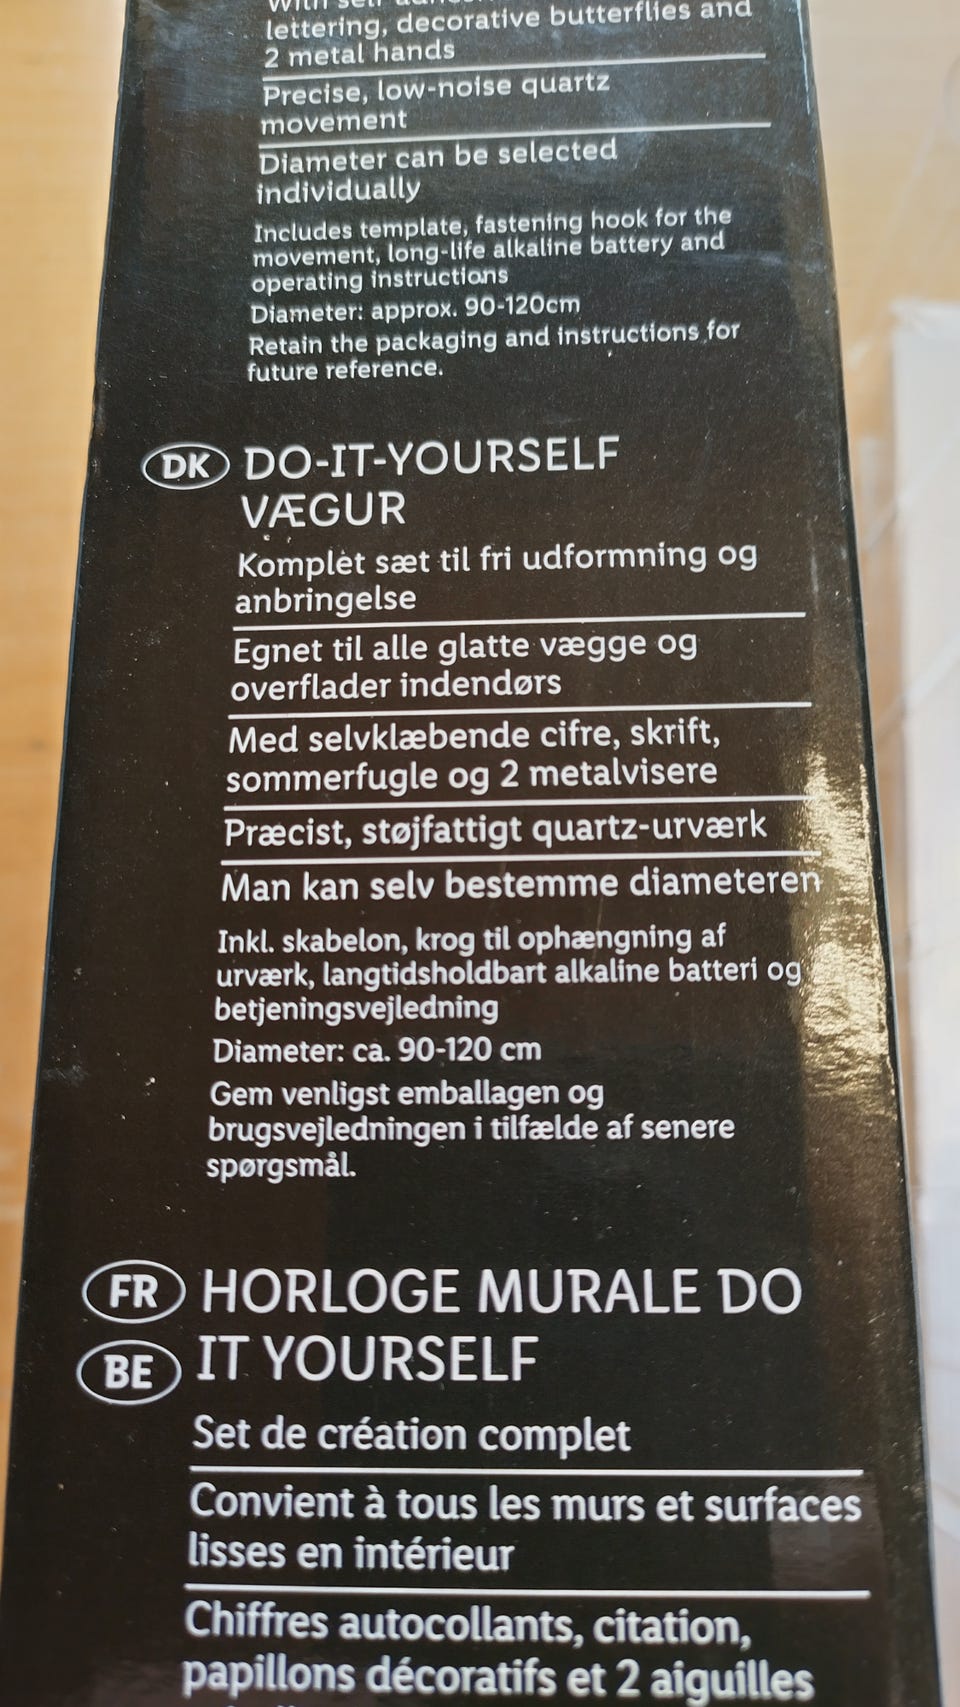 With self
lettering, decorative butterflies and
2 metal hands
Precise, low-noise quartz
movement
Diameter can be selected
individually
Includes template, fastening hook for the
movement, long-life alkaline battery and
operating instructions
Diameter: approx. 90-120cm
Retain the packaging and instructions for
future reference.
DK DO-IT-YOURSELF
VÆGUR
Komplet sæt til fri udformning og
anbringelse
Egnet til alle glatte vægge og
overflader indendørs
Med selvklæbende cifre, skrift,
sommerfugle og 2 metalvisere
Præcist, støjfattigt quartz-urværk
Man kan selv bestemme diameteren
Inkl. skabelon, krog til ophængning af
urværk, langtidsholdbart alkaline batteri og
betjeningsvejledning
Diameter: ca. 90-120 cm
Gem venligst emballagen og
brugsvejledningen i tilfælde af senere
spørgsmål.
FR HORLOGE MURALE DO
BE IT YOURSELF
Set de création complet
Convient à tous les murs et surfaces
lisses en intérieur
Chiffres autocollants, citation,
papillons décoratifs et 2 aiguilles